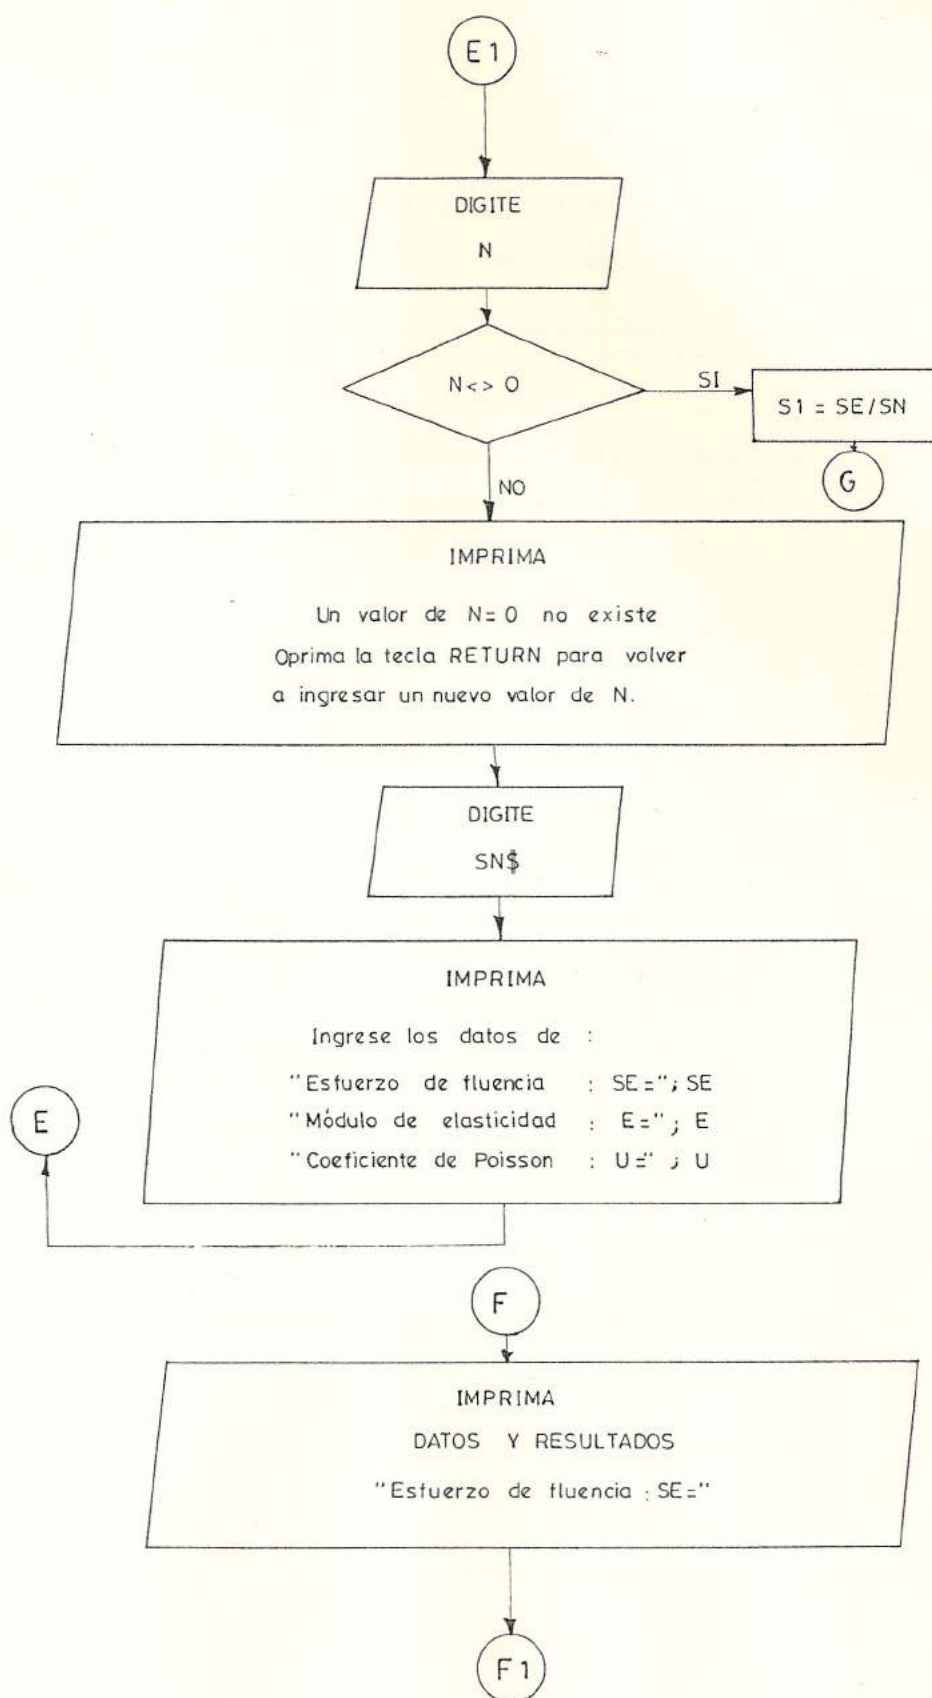 E1
DIGITE
N
N<> 0
SI
S1 = SE/SN
G
NO
IMPRIMA
Un valor de N=0 no existe
Oprima la tecla RETURN para volver
a ingresar un nuevo valor de N.
DIGITE
SN$
IMPRIMA
Ingrese los datos de :
"Esfuerzo de fluencia : SE="; SE
"Módulo de elasticidad : E="; E
"Coeficiente de Poisson : U="; U
E
F
IMPRIMA
DATOS Y RESULTADOS
"Esfuerzo de fluencia : SE="
F1